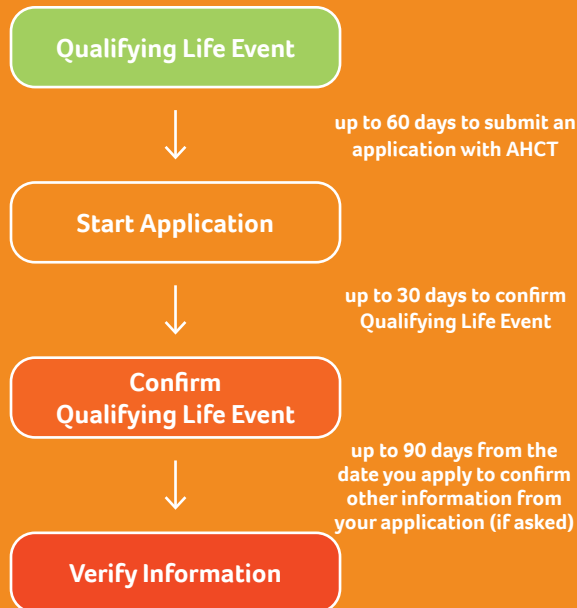 Qualifying Life Event
up to 60 days to submit an
application with AHCT
Start Application
up to 30 days to confirm
Qualifying Life Event
Confirm
Qualifying Life Event
up to 90 days from the
date you apply to confirm
other information from
your application (if asked)
Verify Information